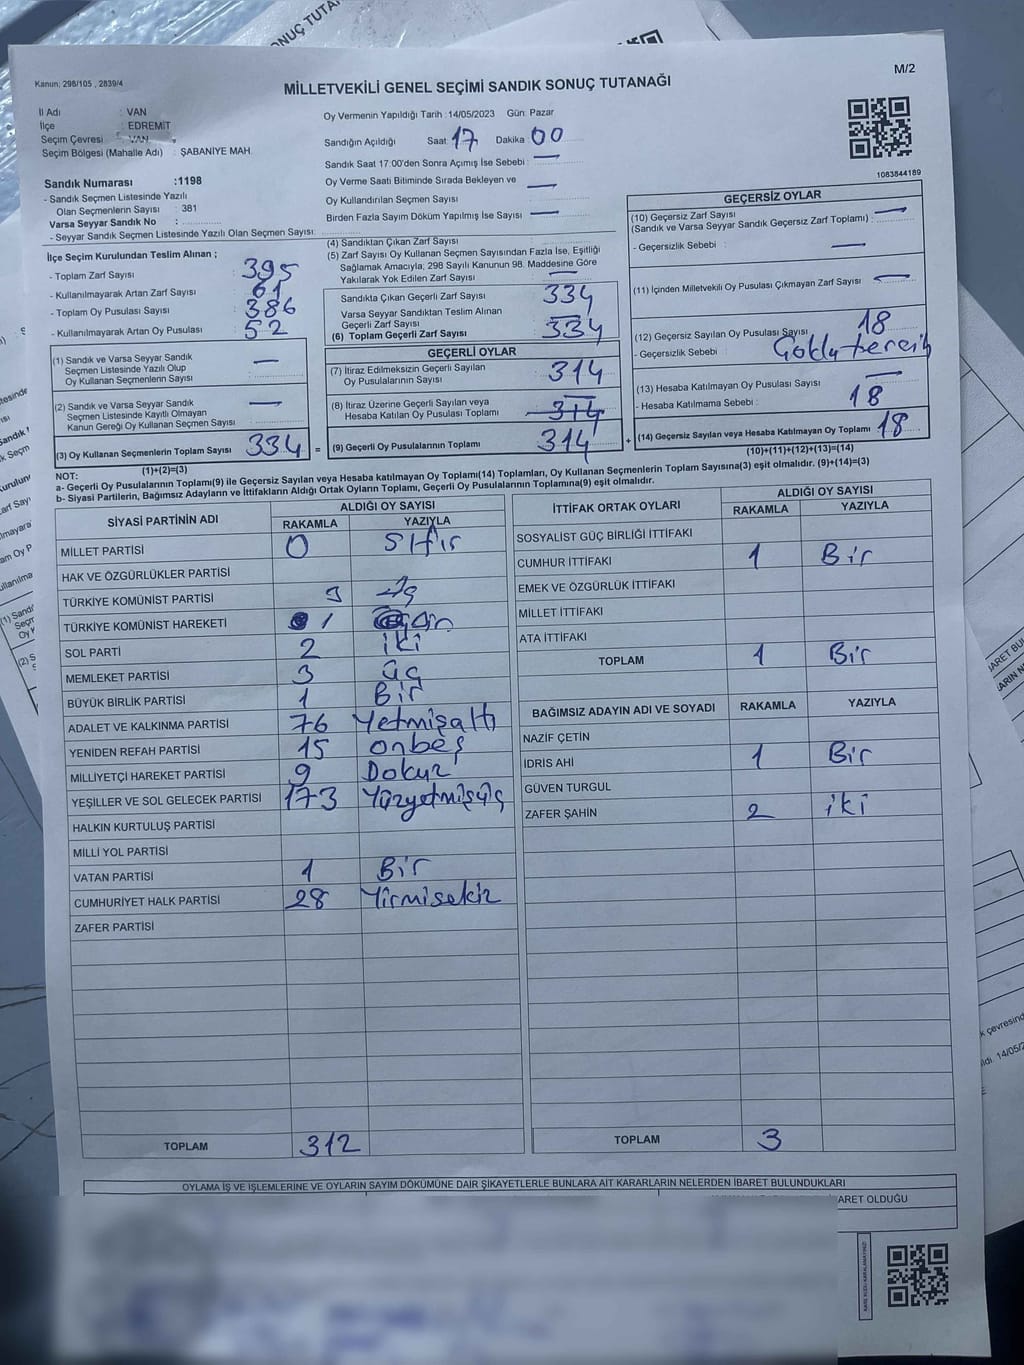 ONUÇ TUTA
Kanun: 298/105 , 2839/4
MİLLETVEKİLİ GENEL SEÇİMİ SANDIK SONUÇ TUTANAĞI
M/2
İl Adı : VAN
İlçe : EDREMİT
Seçim Çevresi : VAN
Seçim Bölgesi (Mahalle Adı) : ŞABANİYE MAH.
Sandık Numarası :1198
- Sandık Seçmen Listesinde Yazılı
Olan Seçmenlerin Sayısı : 381
Varsa Seyyar Sandık No :
- Seyyar Sandık Seçmen Listesinde Yazılı Olan Seçmen Sayısı:
Oy Vermenin Yapıldığı Tarih : 14/05/2023 Gün: Pazar
Sandığın Açıldığı Saat: 17 Dakika: 00
Sandık Saat 17:00'den Sonra Açımış İse Sebebi : —
Oy Verme Saati Bitiminde Sırada Bekleyen ve
Oy Kullandırılan Seçmen Sayısı : —
Birden Fazla Sayım Döküm Yapılmış İse Sayısı : —
1083844189
İlçe Seçim Kurulundan Teslim Alınan ;
- Toplam Zarf Sayısı : 395
- Kullanılmayarak Artan Zarf Sayısı : 61
- Toplam Oy Pusulası Sayısı : 386
- Kullanılmayarak Artan Oy Pusulası : 52
(1) Sandık ve Varsa Seyyar Sandık
Seçmen Listesinde Yazılı Olup
Oy Kullanan Seçmenlerin Sayısı : —
(2) Sandık ve Varsa Seyyar Sandık
Seçmen Listesinde Kayıtlı Olmayan
Kanun Gereği Oy Kullanan Seçmen Sayısı : —
(3) Oy Kullanan Seçmenlerin Toplam Sayısı 334 =
(1)+(2)=(3)
(4) Sandıktan Çıkan Zarf Sayısı :
(5) Zarf Sayısı Oy Kullanan Seçmen Sayısından Fazla İse, Eşitliği
Sağlamak Amacıyla, 298 Sayılı Kanunun 98. Maddesine Göre
Yakılarak Yok Edilen Zarf Sayısı : —
Sandıkta Çıkan Geçerli Zarf Sayısı 334
Varsa Seyyar Sandıktan Teslim Alınan
Geçerli Zarf Sayısı —
(6) Toplam Geçerli Zarf Sayısı 334
GEÇERLİ OYLAR
(7) İtiraz Edilmeksizin Geçerli Sayılan
Oy Pusulalarının Sayısı 314
(8) İtiraz Üzerine Geçerli Sayılan veya
Hesaba Katılan Oy Pusulası Toplamı 314
(9) Geçerli Oy Pusulalarının Toplamı 314 +
GEÇERSİZ OYLAR
(10) Geçersiz Zarf Sayısı
(Sandık ve Varsa Seyyar Sandık Geçersiz Zarf Toplamı) : —
- Geçersizlik Sebebi : —
(11) İçinden Milletvekili Oy Pusulası Çıkmayan Zarf Sayısı —
(12) Geçersiz Sayılan Oy Pusulası Sayısı 18
- Geçersizlik Sebebi :
(13) Hesaba Katılmayan Oy Pusulası Sayısı —
- Hesaba Katılmama Sebebi : 18
(14) Geçersiz Sayılan veya Hesaba Katılmayan Oy Toplamı 18
(10)+(11)+(12)+(13)=(14)
NOT:
a- Geçerli Oy Pusulalarının Toplamı(9) ile Geçersiz Sayılan veya Hesaba katılmayan Oy Toplamı(14) Toplamları, Oy Kullanan Seçmenlerin Toplam Sayısına(3) eşit olmalıdır. (9)+(14)=(3)
b- Siyasi Partilerin, Bağımsız Adayların ve İttifakların Aldığı Ortak Oyların Toplamı, Geçerli Oy Pusulalarının Toplamına(9) eşit olmalıdır.
SİYASİ PARTİNİN ADI ALDIĞI OY SAYISI
RAKAMLA YAZIYLA
MİLLET PARTİSİ 0 Sıfır
HAK VE ÖZGÜRLÜKLER PARTİSİ
TÜRKİYE KOMÜNİST PARTİSİ 3
TÜRKİYE KOMÜNİST HAREKETİ 1
SOL PARTİ 2 iki
MEMLEKET PARTİSİ 3 üç
BÜYÜK BİRLİK PARTİSİ 1 Bir
ADALET VE KALKINMA PARTİSİ 76 Yetmişaltı
YENİDEN REFAH PARTİSİ 15 onbeş
MİLLİYETÇİ HAREKET PARTİSİ 9 Dokuz
YEŞİLLER VE SOL GELECEK PARTİSİ 173 Yüzyetmişüç
HALKIN KURTULUŞ PARTİSİ
MİLLİ YOL PARTİSİ
VATAN PARTİSİ 1 Bir
CUMHURİYET HALK PARTİSİ 28 Yirmisekiz
ZAFER PARTİSİ
TOPLAM 312
İTTİFAK ORTAK OYLARI ALDIĞI OY SAYISI
RAKAMLA YAZIYLA
SOSYALİST GÜÇ BİRLİĞİ İTTİFAKI
CUMHUR İTTİFAKI 1 Bir
EMEK VE ÖZGÜRLÜK İTTİFAKI
MİLLET İTTİFAKI
ATA İTTİFAKI
TOPLAM 1 Bir
BAĞIMSIZ ADAYIN ADI VE SOYADI RAKAMLA YAZIYLA
NAZİF ÇETİN
İDRİS AHİ 1 Bir
GÜVEN TURGUL
ZAFER ŞAHİN 2 iki
TOPLAM 3
OYLAMA İŞ VE İŞLEMLERİNE VE OYLARIN SAYIM DÖKÜMÜNE DAİR ŞİKAYETLERLE BUNLARA AİT KARARLARIN NELERDEN İBARET BULUNDUKLARI
ARET OLDUĞU